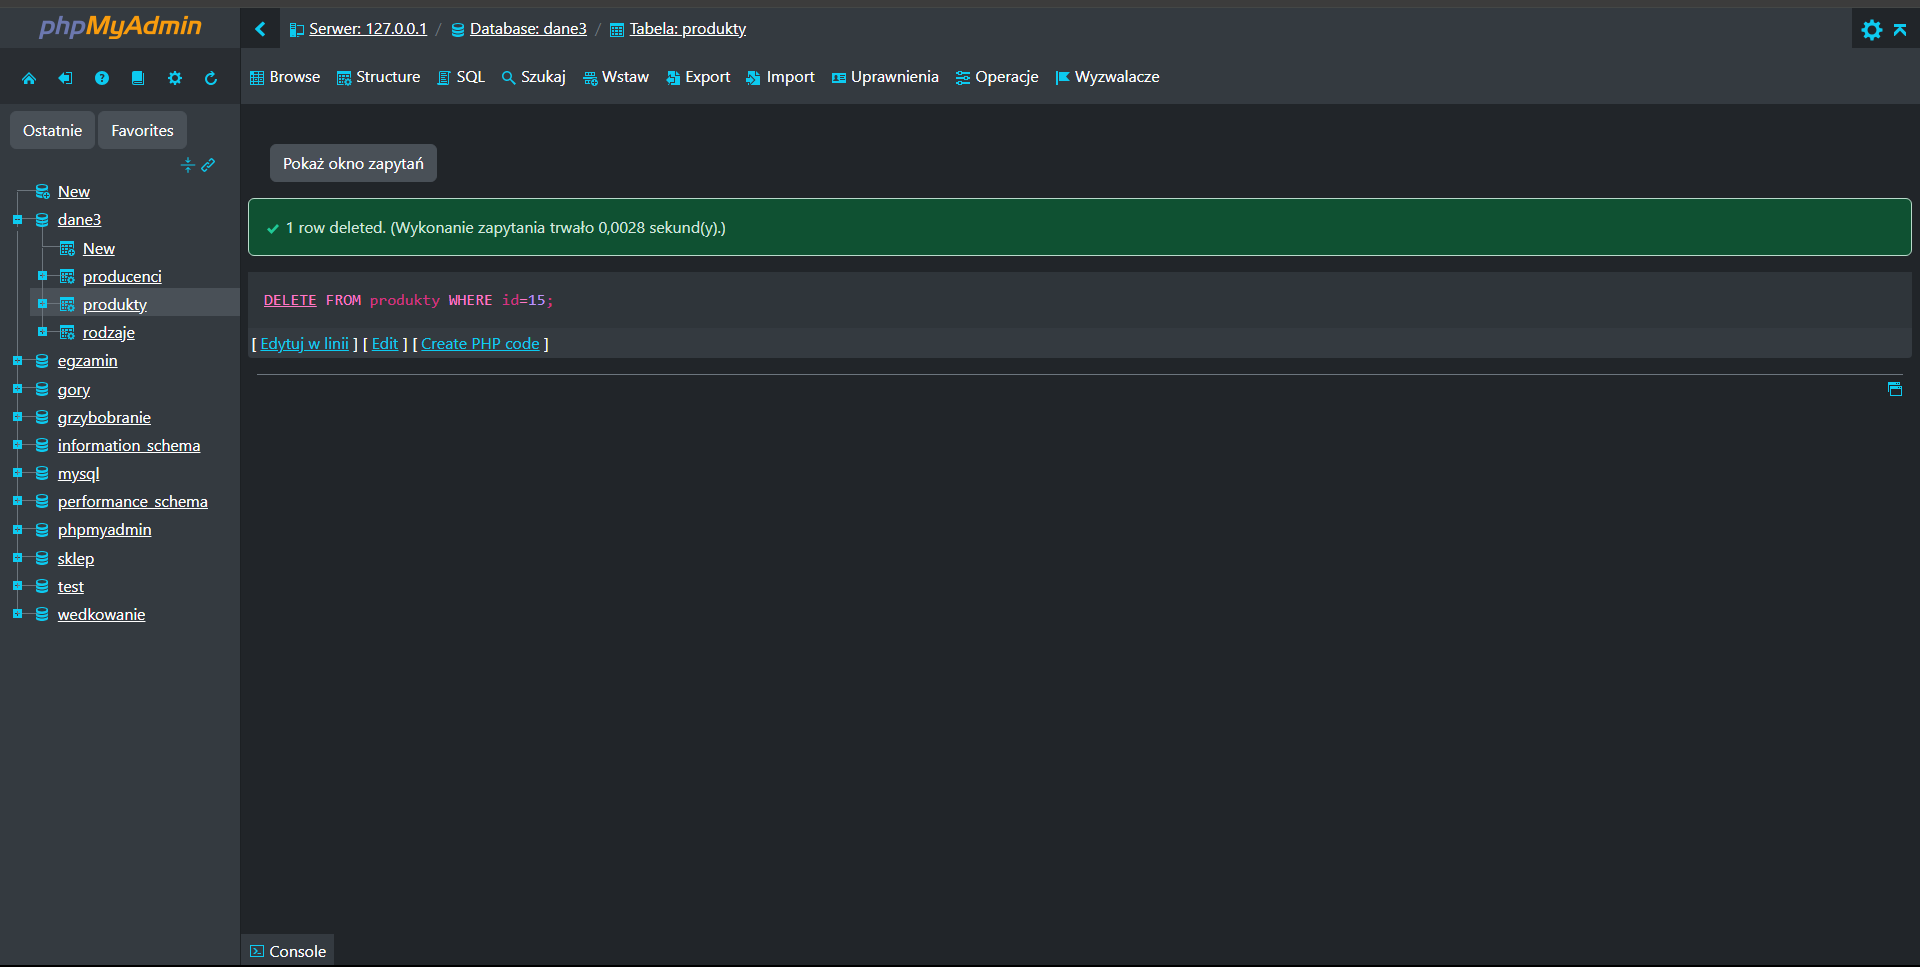 phpMyAdmin
Serwer: 127.0.0.1 / Database: dane3 / Tabela: produkty
Browse Structure SQL Szukaj Wstaw Export Import Uprawnienia Operacje Wyzwalacze
Ostatnie Favorites
New
dane3
New
producenci
produkty
rodzaje
egzamin
gory
grzybobranie
information_schema
mysql
performance_schema
phpmyadmin
sklep
test
wedkowanie
Pokaż okno zapytań
1 row deleted. (Wykonanie zapytania trwało 0,0028 sekund(y).)
DELETE FROM produkty WHERE id=15;
[ Edytuj w linii ] [ Edit ] [ Create PHP code ]
Console